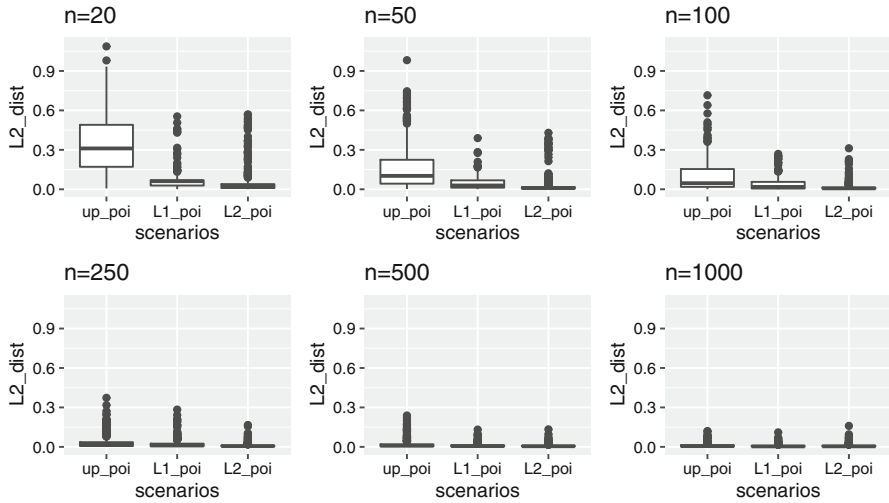 n=20
n=50
n=100
L2_dist
0.9
0.6
0.3
0.0
up_poi
L1_poi
L2_poi
scenarios
L2_dist
0.9
0.6
0.3
0.0
up_poi
L1_poi
L2_poi
scenarios
L2_dist
0.9
0.6
0.3
0.0
up_poi
L1_poi
L2_poi
scenarios
n=250
n=500
n=1000
L2_dist
0.9
0.6
0.3
0.0
up_poi
L1_poi
L2_poi
scenarios
L2_dist
0.9
0.6
0.3
0.0
up_poi
L1_poi
L2_poi
scenarios
L2_dist
0.9
0.6
0.3
0.0
up_poi
L1_poi
L2_poi
scenarios